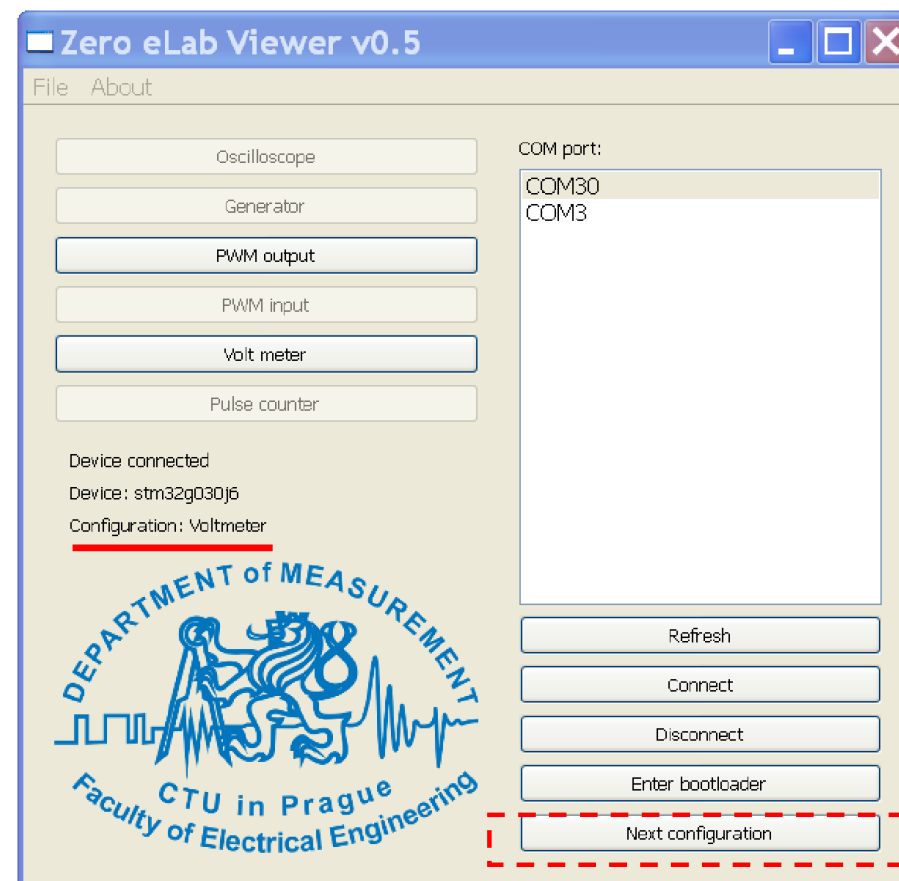 Zero eLab Viewer v0.5
File About
Oscilloscope
Generator
PWM output
PWM input
Volt meter
Pulse counter
Device connected
Device: stm32g030j6
Configuration: Voltmeter
DEPARTMENT of MEASUREMENT
CTU in Prague
Faculty of Electrical Engineering
COM port:
COM30
COM3
Refresh
Connect
Disconnect
Enter bootloader
Next configuration